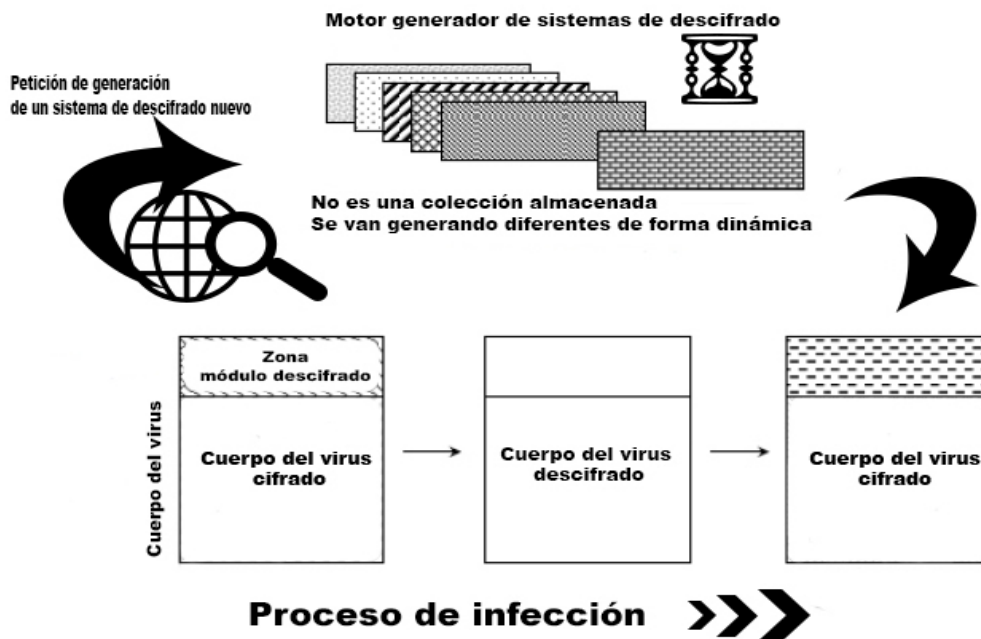 Motor generador de sistemas de descifrado
Petición de generación
de un sistema de descifrado nuevo
No es una colección almacenada
Se van generando diferentes de forma dinámica
Cuerpo del virus
Zona
módulo descifrado
Cuerpo del virus
cifrado
Cuerpo del virus
descifrado
Cuerpo del virus
cifrado
Proceso de infección